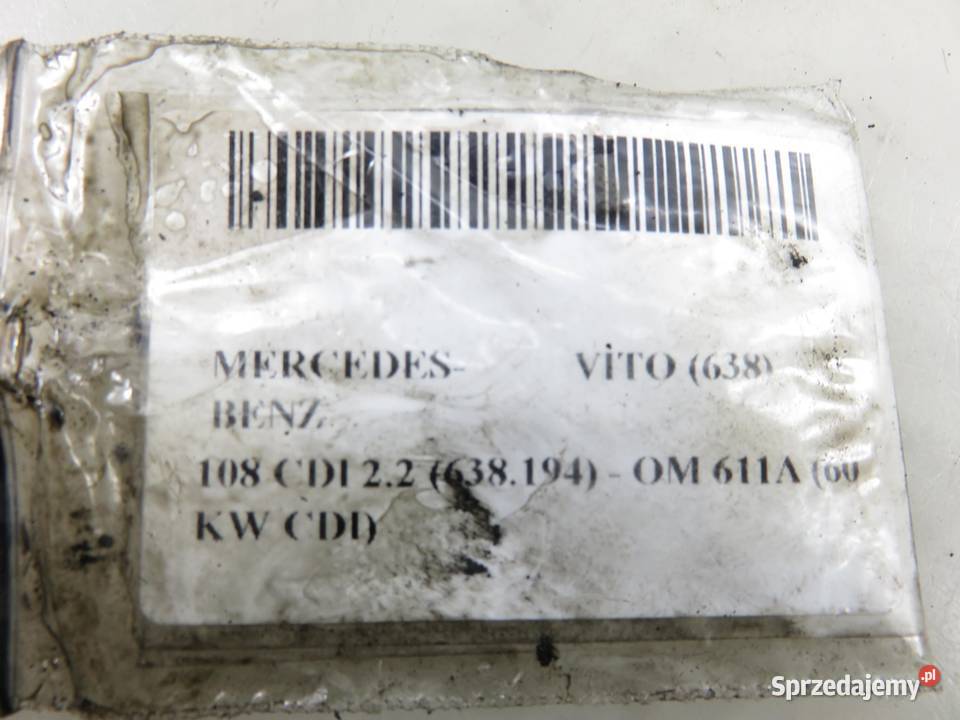 MERCEDES- VİTO (638)
BENZ
108 CDI 2.2 (638.194) - OM 611A (60
KW CDI)
Sprzedajemy.pl